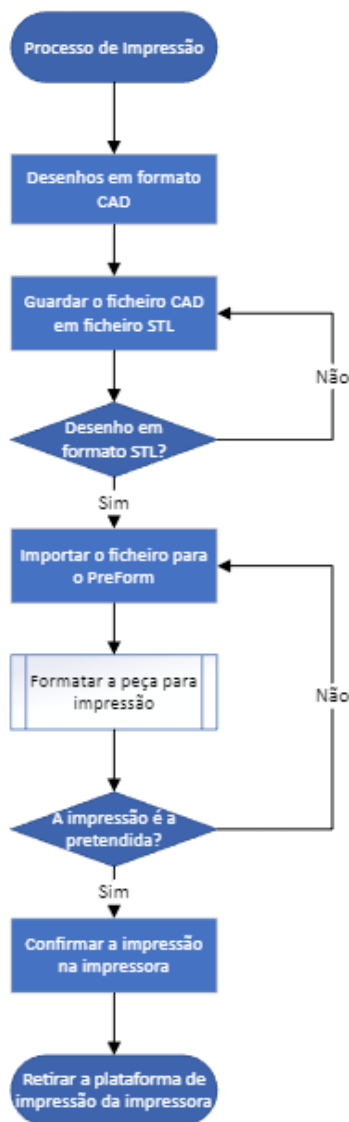 Processo de Impressão
Desenhos em formato
CAD
Guardar o ficheiro CAD
em ficheiro STL
Não
Desenho em
formato STL?
Sim
Importar o ficheiro para
o PreForm
Formatar a peça para
impressão
Não
A impressão é a
pretendida?
Sim
Confirmar a impressão
na impressora
Retirar a plataforma de
impressão da impressora